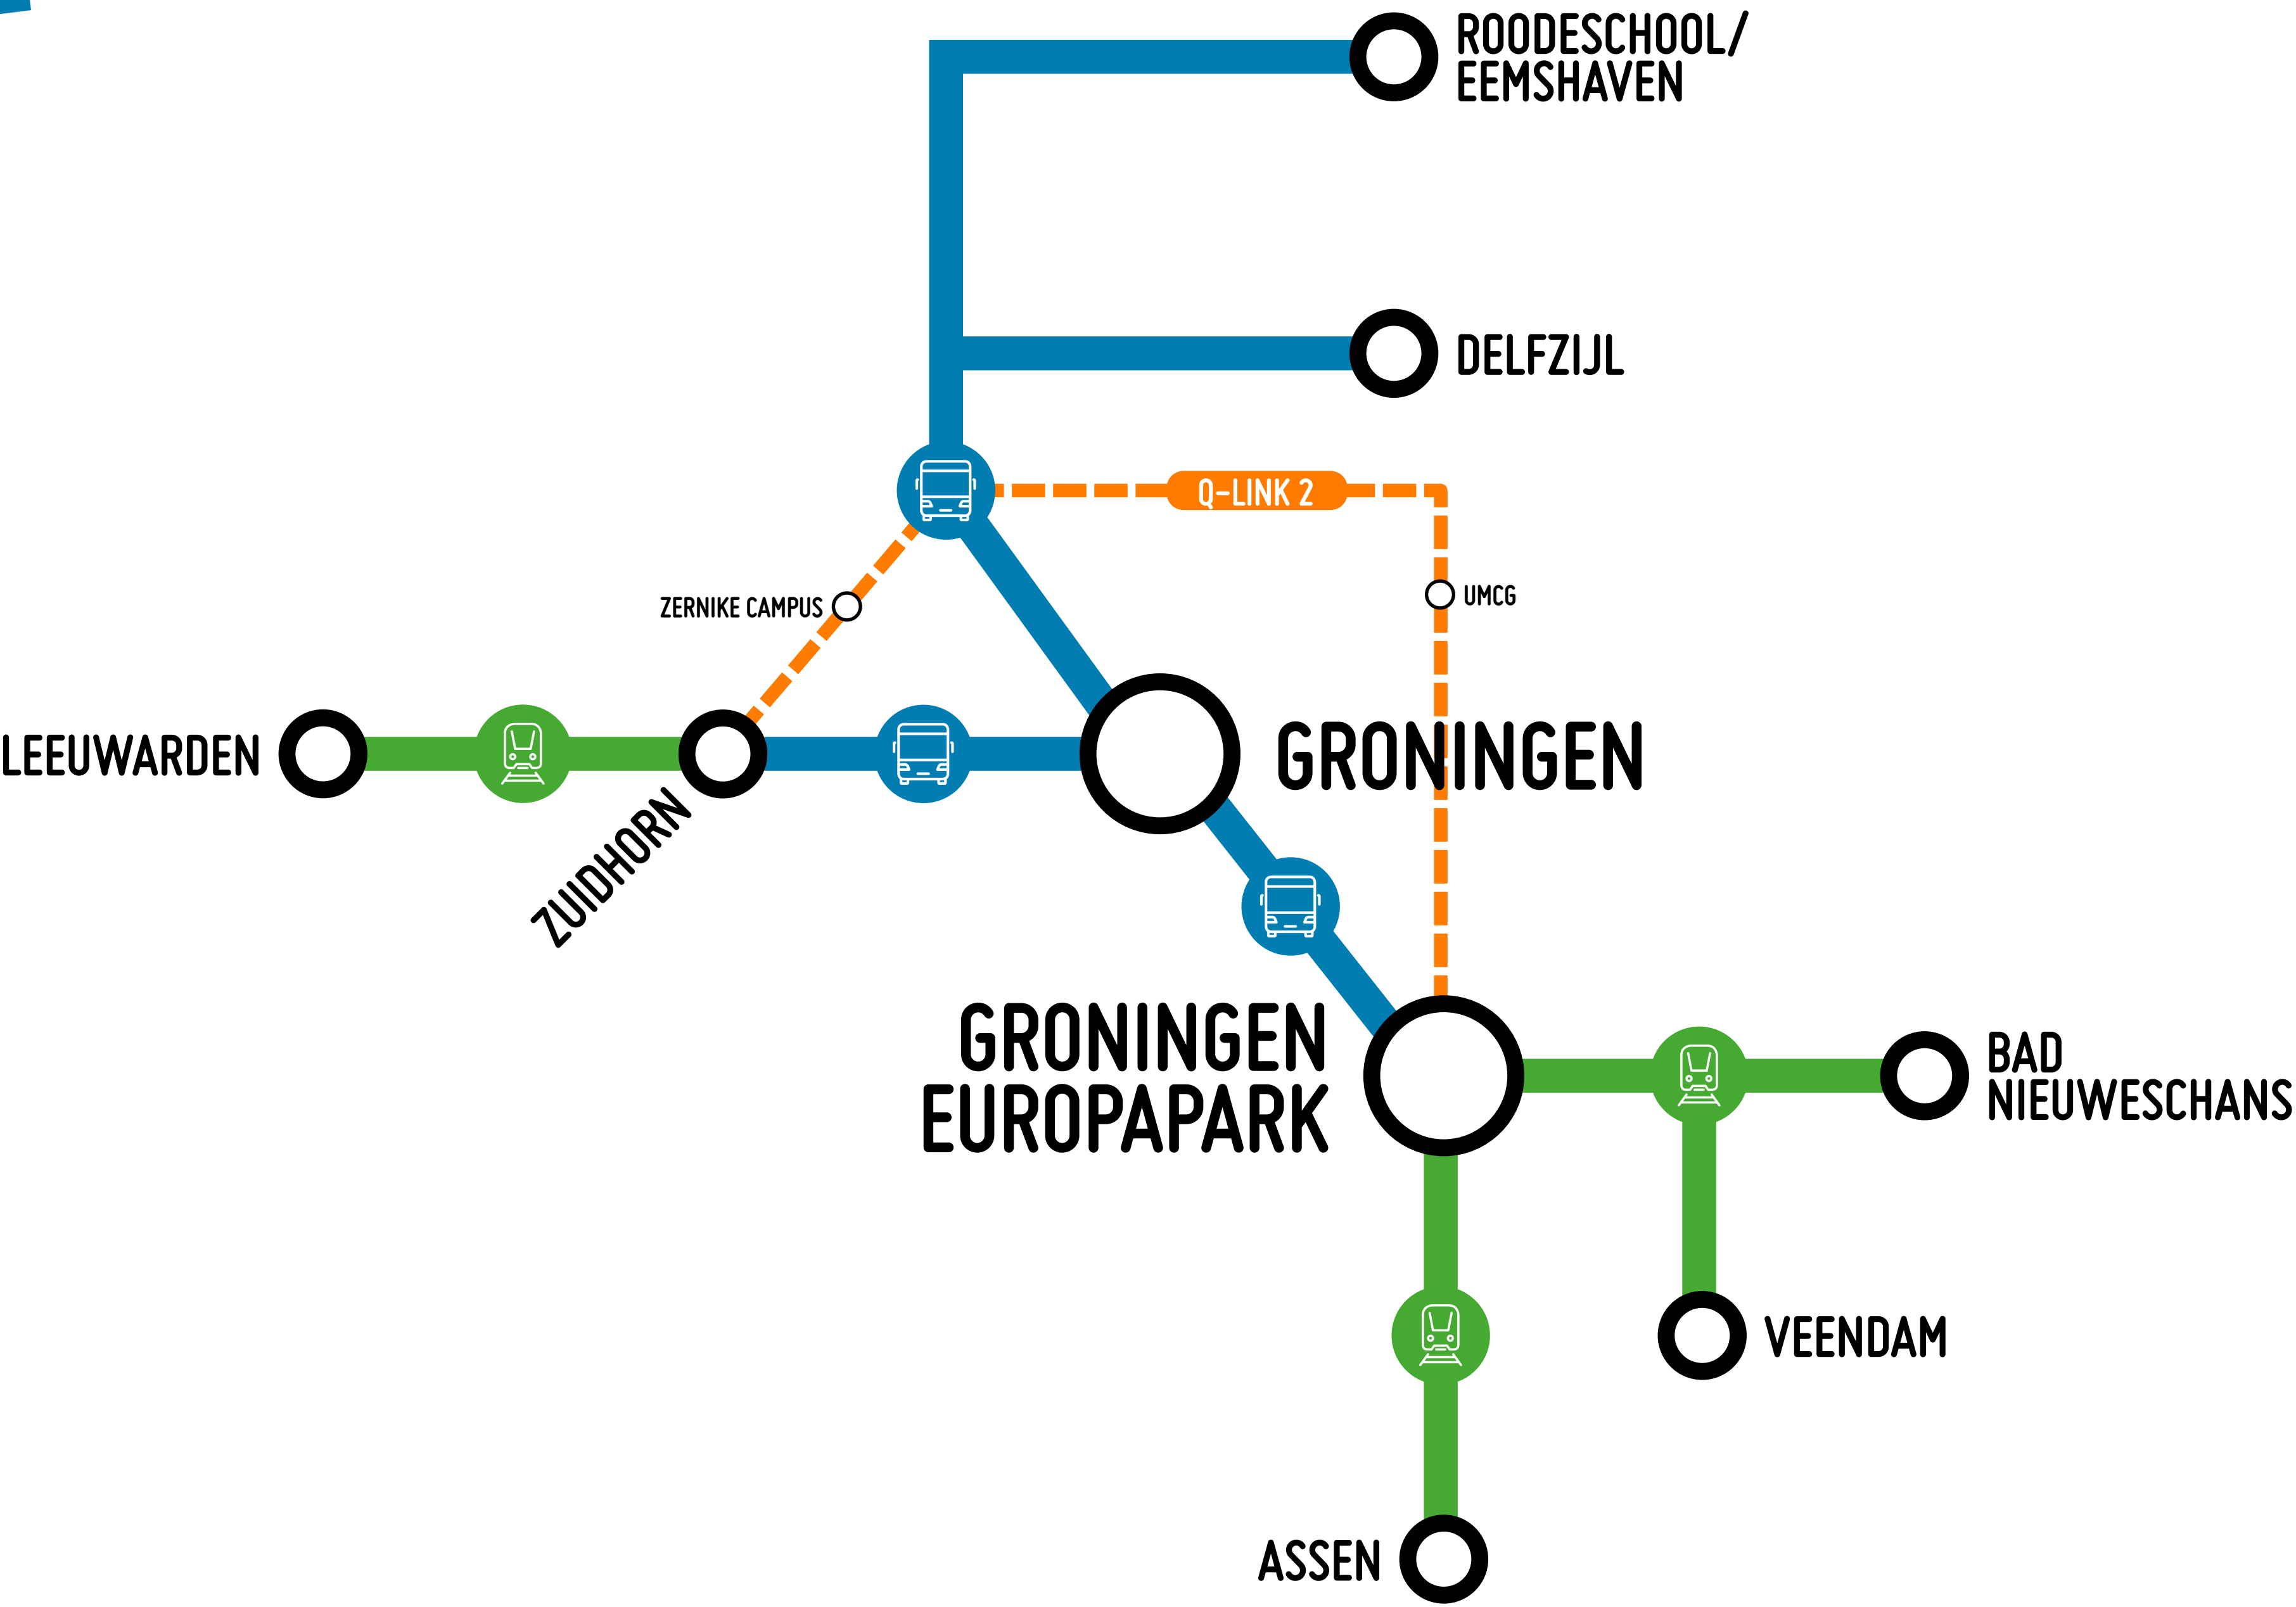 ROODESCHOOL/
EEMSHAVEN
DELFZIJL
Q-LINK 2
ZERNIKE CAMPUS
UMCG
LEEUWARDEN
ZUIDHORN
GRONINGEN
GRONINGEN
EUROPAPARK
BAD
NIEUWESCHANS
VEENDAM
ASSEN